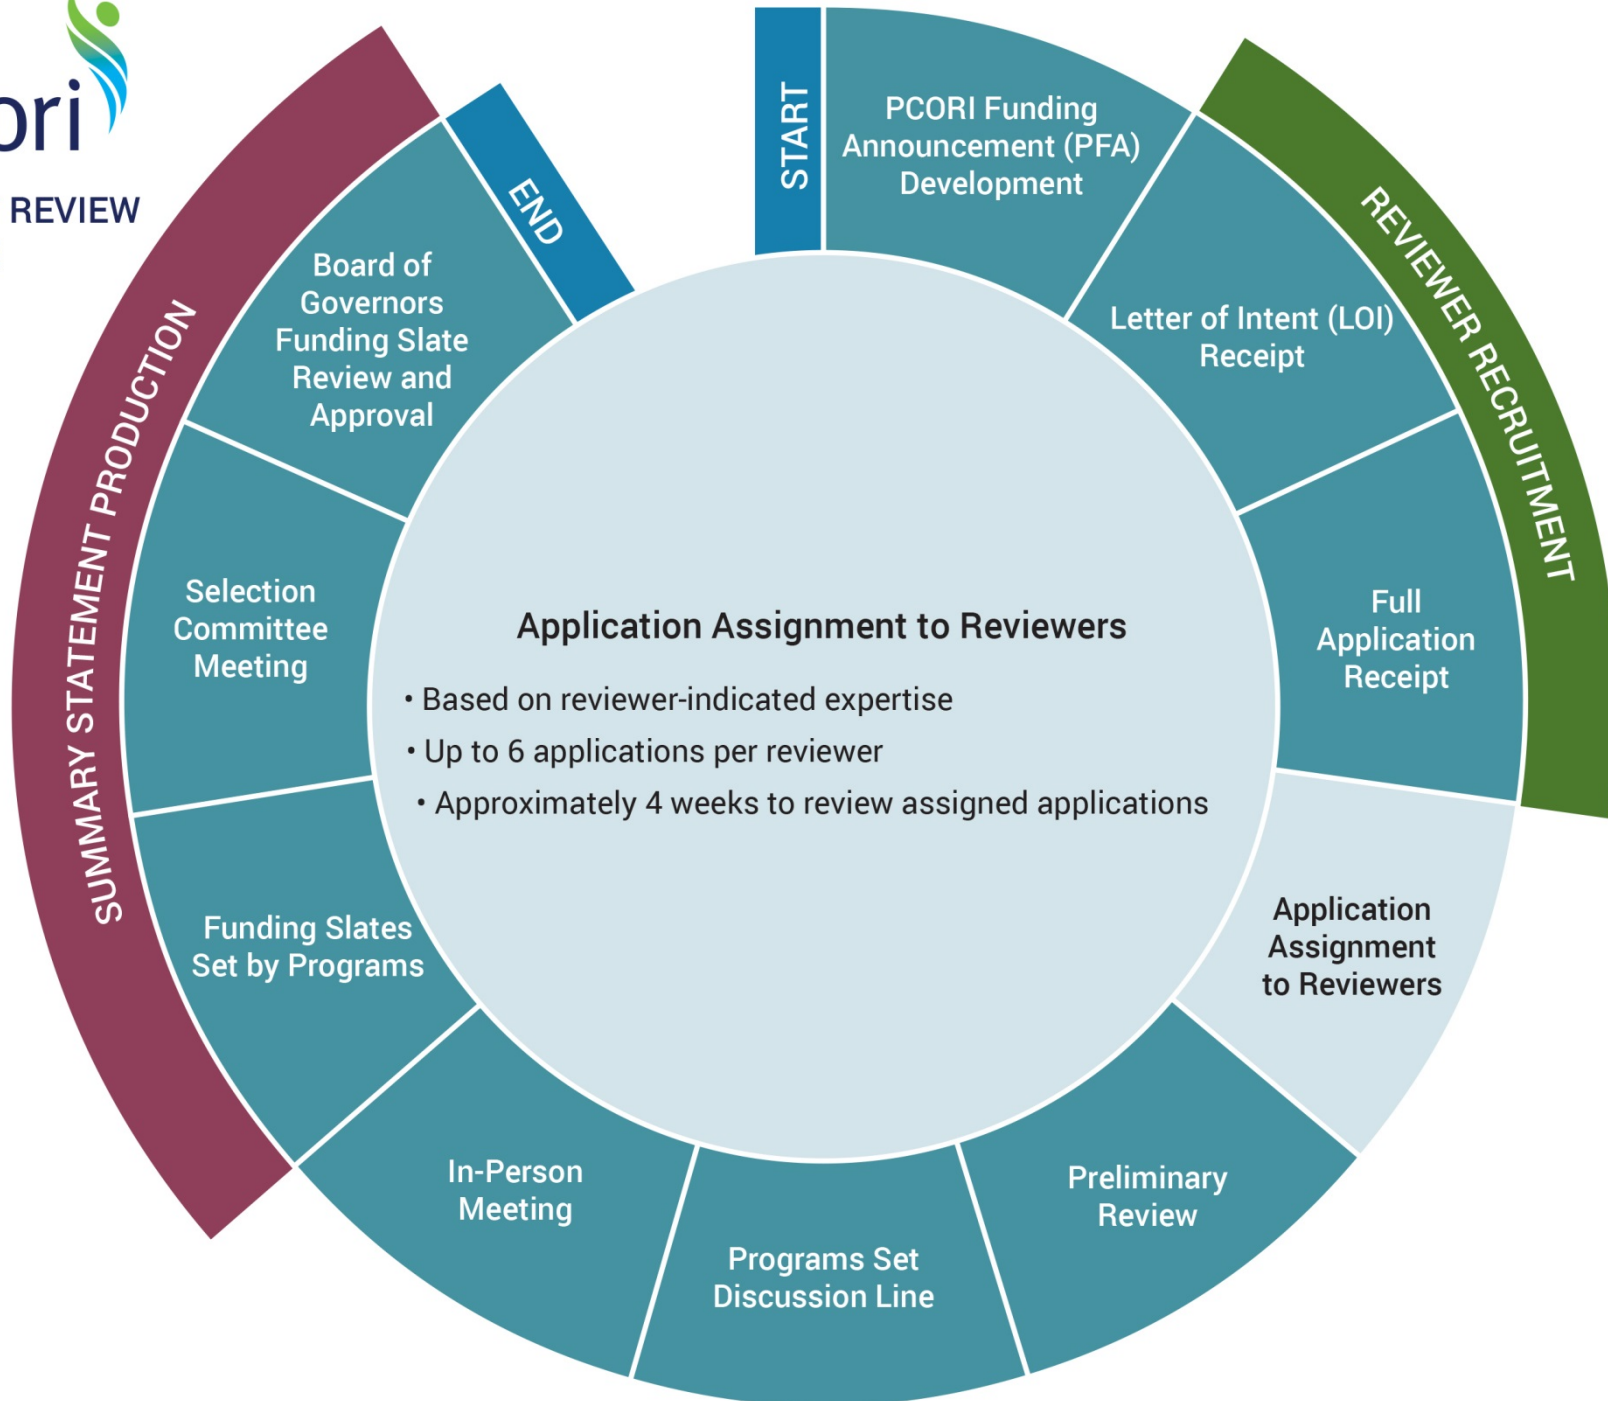 ori
REVIEW
START
PCORI Funding
Announcement (PFA)
Development
Letter of Intent (LOI)
Receipt
REVIEWER RECRUITMENT
Full
Application
Receipt
Application
Assignment
to Reviewers
Preliminary
Review
Programs Set
Discussion Line
In-Person
Meeting
Funding Slates
Set by Programs
Selection
Committee
Meeting
SUMMARY STATEMENT PRODUCTION
Board of
Governors
Funding Slate
Review and
Approval
END
Application Assignment to Reviewers
• Based on reviewer-indicated expertise
• Up to 6 applications per reviewer
• Approximately 4 weeks to review assigned applications